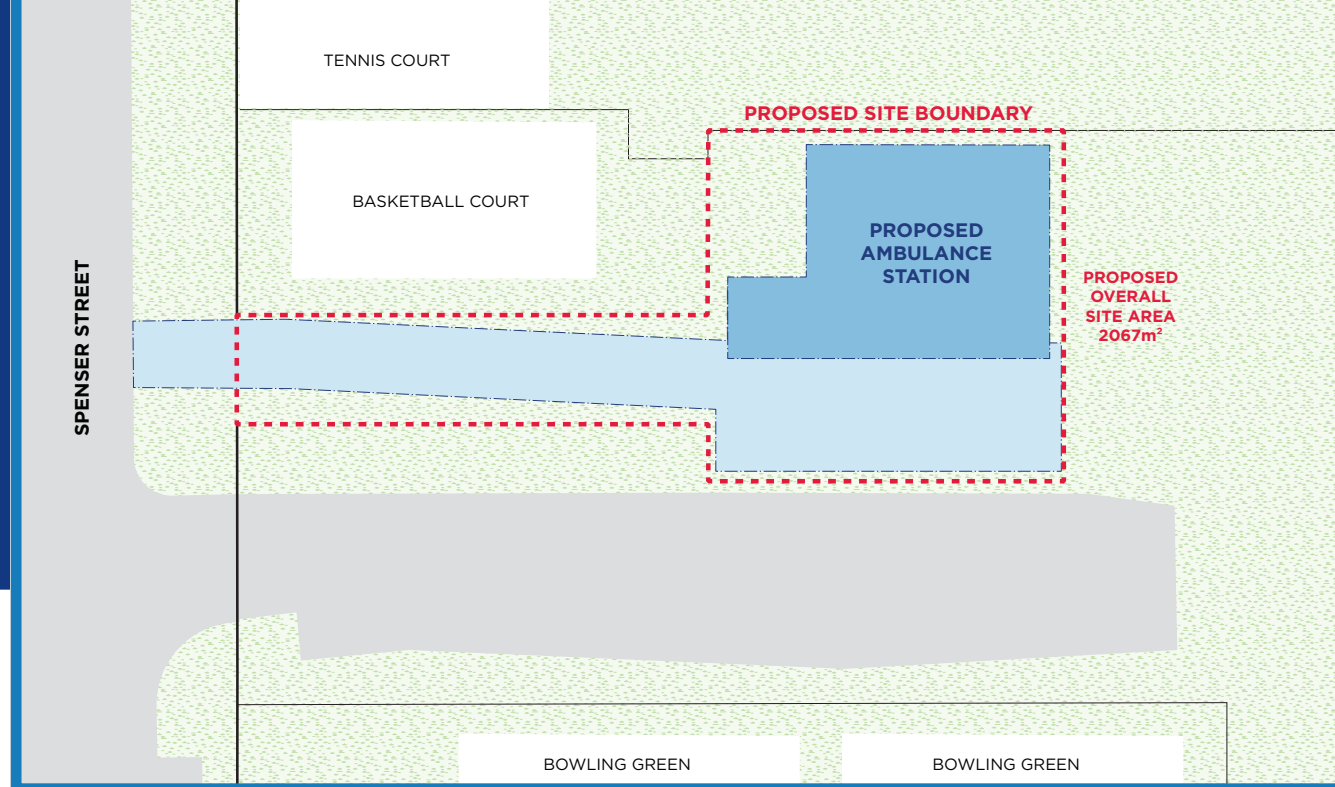 TENNIS COURT
PROPOSED SITE BOUNDARY
BASKETBALL COURT
PROPOSED
AMBULANCE
STATION
PROPOSED
OVERALL
SITE AREA
2067m²
SPENSER STREET
BOWLING GREEN
BOWLING GREEN